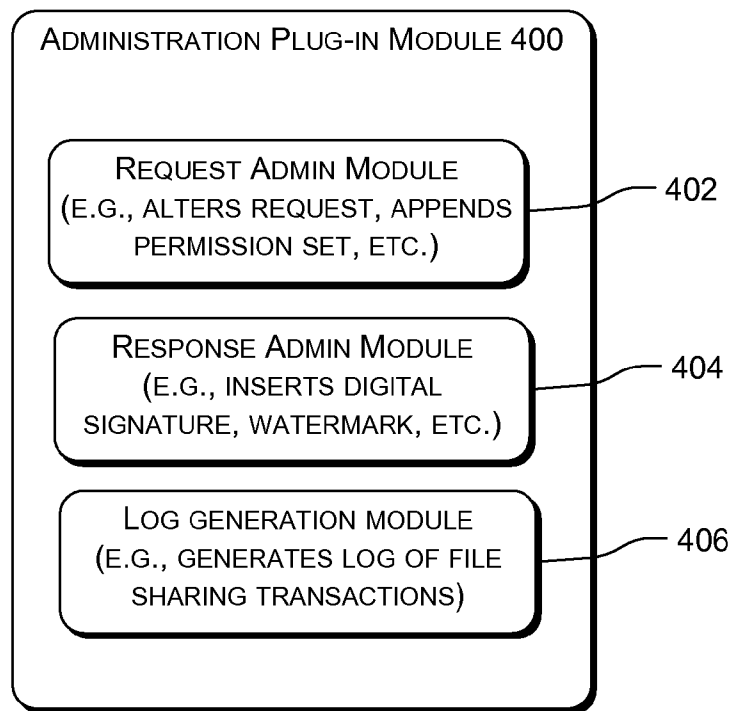 ADMINISTRATION PLUG-IN MODULE 400
REQUEST ADMIN MODULE
(E.G., ALTERS REQUEST, APPENDS
PERMISSION SET, ETC.)
402
RESPONSE ADMIN MODULE
(E.G., INSERTS DIGITAL
SIGNATURE, WATERMARK, ETC.)
404
LOG GENERATION MODULE
(E.G., GENERATES LOG OF FILE
SHARING TRANSACTIONS)
406